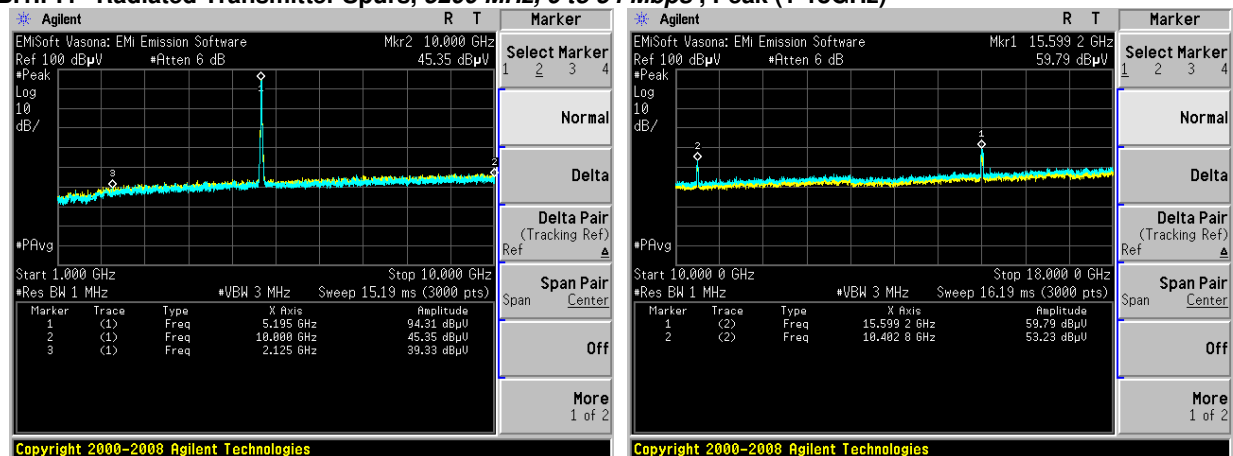 Radiated Transmitter Spurs, 5200 MHz, 6 to 54 Mbps, Peak (1-18GHz)
Agilent R T Marker
EMiSoft Vasona: EMi Emission Software Mkr2 10.000 GHz
Ref 100 dBµV #Atten 6 dB 45.35 dBµV
#Peak
Log
10
dB/
1
3
2
#PAvg
Start 1.000 GHz Stop 10.000 GHz
#Res BW 1 MHz #VBW 3 MHz Sweep 15.19 ms (3000 pts)
Marker Trace Type X Axis Amplitude
1 (1) Freq 5.195 GHz 94.31 dBµV
2 (1) Freq 10.000 GHz 45.35 dBµV
3 (1) Freq 2.125 GHz 39.33 dBµV
Select Marker
1 2 3 4
Normal
Delta
Delta Pair
(Tracking Ref)
Ref Δ
Span Pair
Span Center
Off
More
1 of 2
Copyright 2000-2008 Agilent Technologies
Agilent R T Marker
EMiSoft Vasona: EMi Emission Software Mkr1 15.599 2 GHz
Ref 100 dBµV #Atten 6 dB 59.79 dBµV
#Peak
Log
10
dB/
1
2
#PAvg
Start 10.000 0 GHz Stop 18.000 0 GHz
#Res BW 1 MHz #VBW 3 MHz Sweep 16.19 ms (3000 pts)
Marker Trace Type X Axis Amplitude
1 (2) Freq 15.599 2 GHz 59.79 dBµV
2 (2) Freq 10.402 8 GHz 53.23 dBµV
Select Marker
1 2 3 4
Normal
Delta
Delta Pair
(Tracking Ref)
Ref Δ
Span Pair
Span Center
Off
More
1 of 2
Copyright 2000-2008 Agilent Technologies